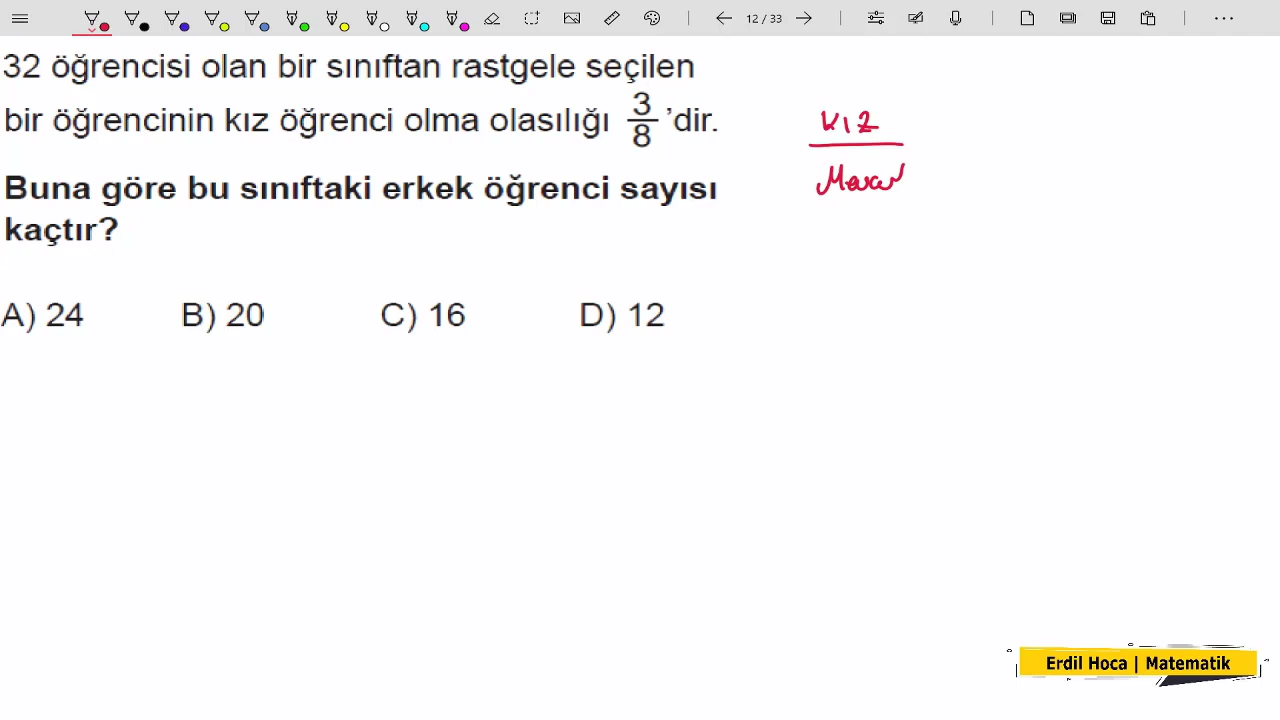 12 / 33
32 öğrencisi olan bir sınıftan rastgele seçilen
bir öğrencinin kız öğrenci olma olasılığı 3/8 'dir.
Buna göre bu sınıftaki erkek öğrenci sayısı
kaçtır?
A) 24 B) 20 C) 16 D) 12
KIZ
Erdil Hoca | Matematik